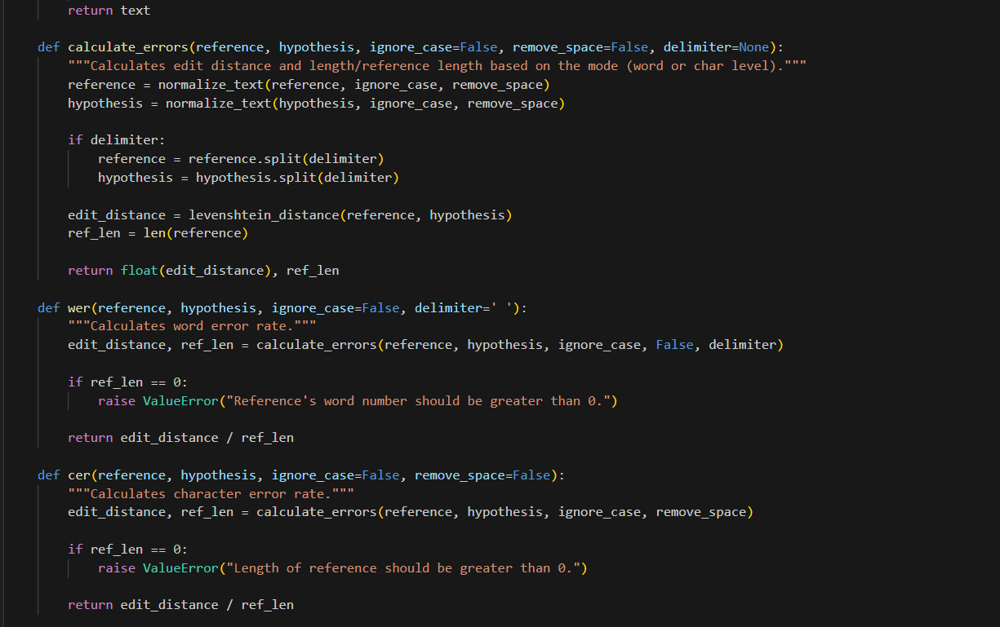 return text
def calculate_errors(reference, hypothesis, ignore_case=False, remove_space=False, delimiter=None):
"""Calculates edit distance and length/reference length based on the mode (word or char level)."""
reference = normalize_text(reference, ignore_case, remove_space)
hypothesis = normalize_text(hypothesis, ignore_case, remove_space)
if delimiter:
reference = reference.split(delimiter)
hypothesis = hypothesis.split(delimiter)
edit_distance = levenshtein_distance(reference, hypothesis)
ref_len = len(reference)
return float(edit_distance), ref_len
def wer(reference, hypothesis, ignore_case=False, delimiter=' '):
"""Calculates word error rate."""
edit_distance, ref_len = calculate_errors(reference, hypothesis, ignore_case, False, delimiter)
if ref_len == 0:
raise ValueError("Reference's word number should be greater than 0.")
return edit_distance / ref_len
def cer(reference, hypothesis, ignore_case=False, remove_space=False):
"""Calculates character error rate."""
edit_distance, ref_len = calculate_errors(reference, hypothesis, ignore_case, remove_space)
if ref_len == 0:
raise ValueError("Length of reference should be greater than 0.")
return edit_distance / ref_len